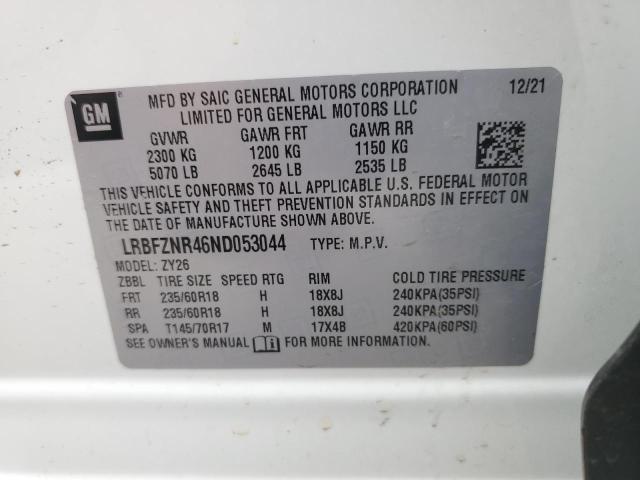 GM
MFD BY SAIC GENERAL MOTORS CORPORATION 12/21
LIMITED FOR GENERAL MOTORS LLC
GVWR GAWR FRT GAWR RR
2300 KG 1200 KG 1150 KG
5070 LB 2645 LB 2535 LB
THIS VEHICLE CONFORMS TO ALL APPLICABLE U.S. FEDERAL MOTOR
VEHICLE SAFETY AND THEFT PREVENTION STANDARDS IN EFFECT ON
THE DATE OF MANUFACTURE SHOWN ABOVE.
LRBFZNR46ND053044 TYPE: M.P.V.
MODEL: ZY26
ZBBL TIRE SIZE SPEED RTG RIM COLD TIRE PRESSURE
FRT 235/60R18 H 18X8J 240KPA(35PSI)
RR 235/60R18 H 18X8J 240KPA(35PSI)
SPA T145/70R17 M 17X4B 420KPA(60PSI)
SEE OWNER'S MANUAL FOR MORE INFORMATION.